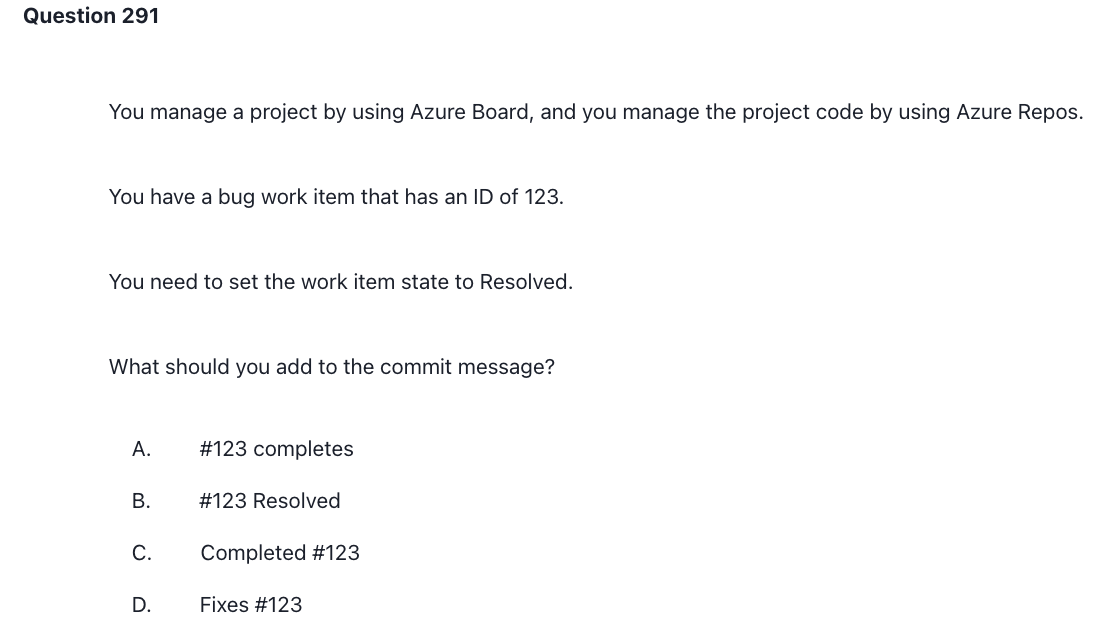 Question 291
You manage a project by using Azure Board, and you manage the project code by using Azure Repos.
You have a bug work item that has an ID of 123.
You need to set the work item state to Resolved.
What should you add to the commit message?
A. #123 completes
B. #123 Resolved
C. Completed #123
D. Fixes #123